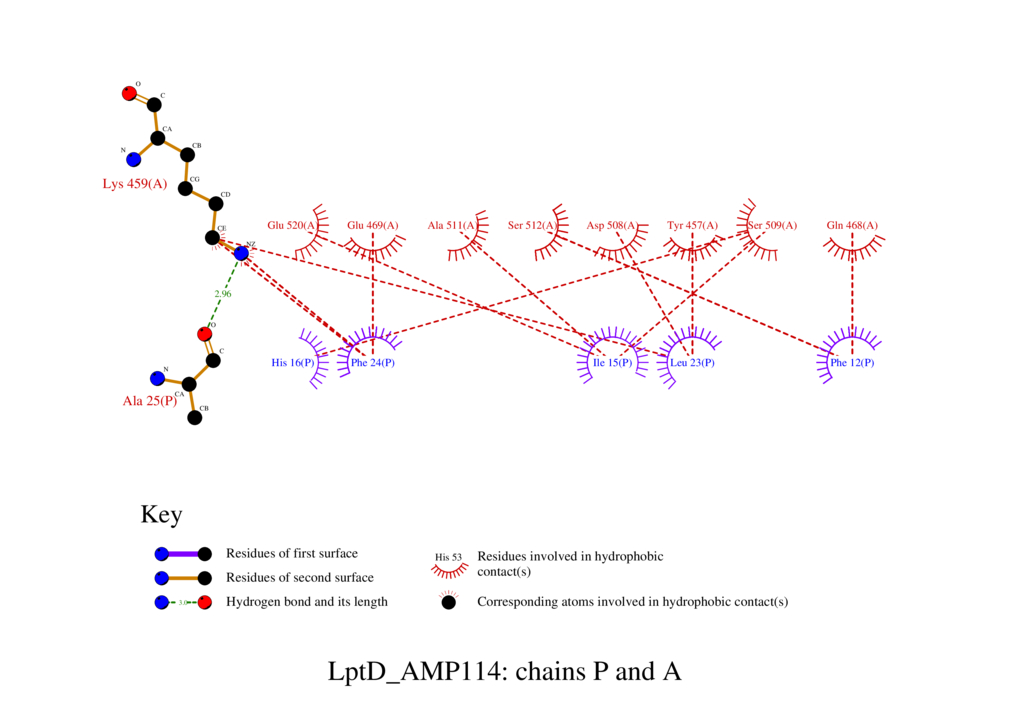 O
C
CA
CB
N
Lys 459(A)
CG
CD
CE
NZ
Glu 520(A)
Glu 469(A)
Ala 511(A)
Ser 512(A)
Asp 508(A)
Tyr 457(A)
Ser 509(A)
Gln 468(A)
2.96
O
C
N
CA
Ala 25(P)
CB
His 16(P)
Phe 24(P)
Ile 15(P)
Leu 23(P)
Phe 12(P)
Key
Residues of first surface
Residues of second surface
3.0
Hydrogen bond and its length
His 53
Residues involved in hydrophobic
contact(s)
Corresponding atoms involved in hydrophobic contact(s)
LptD_AMP114: chains P and A